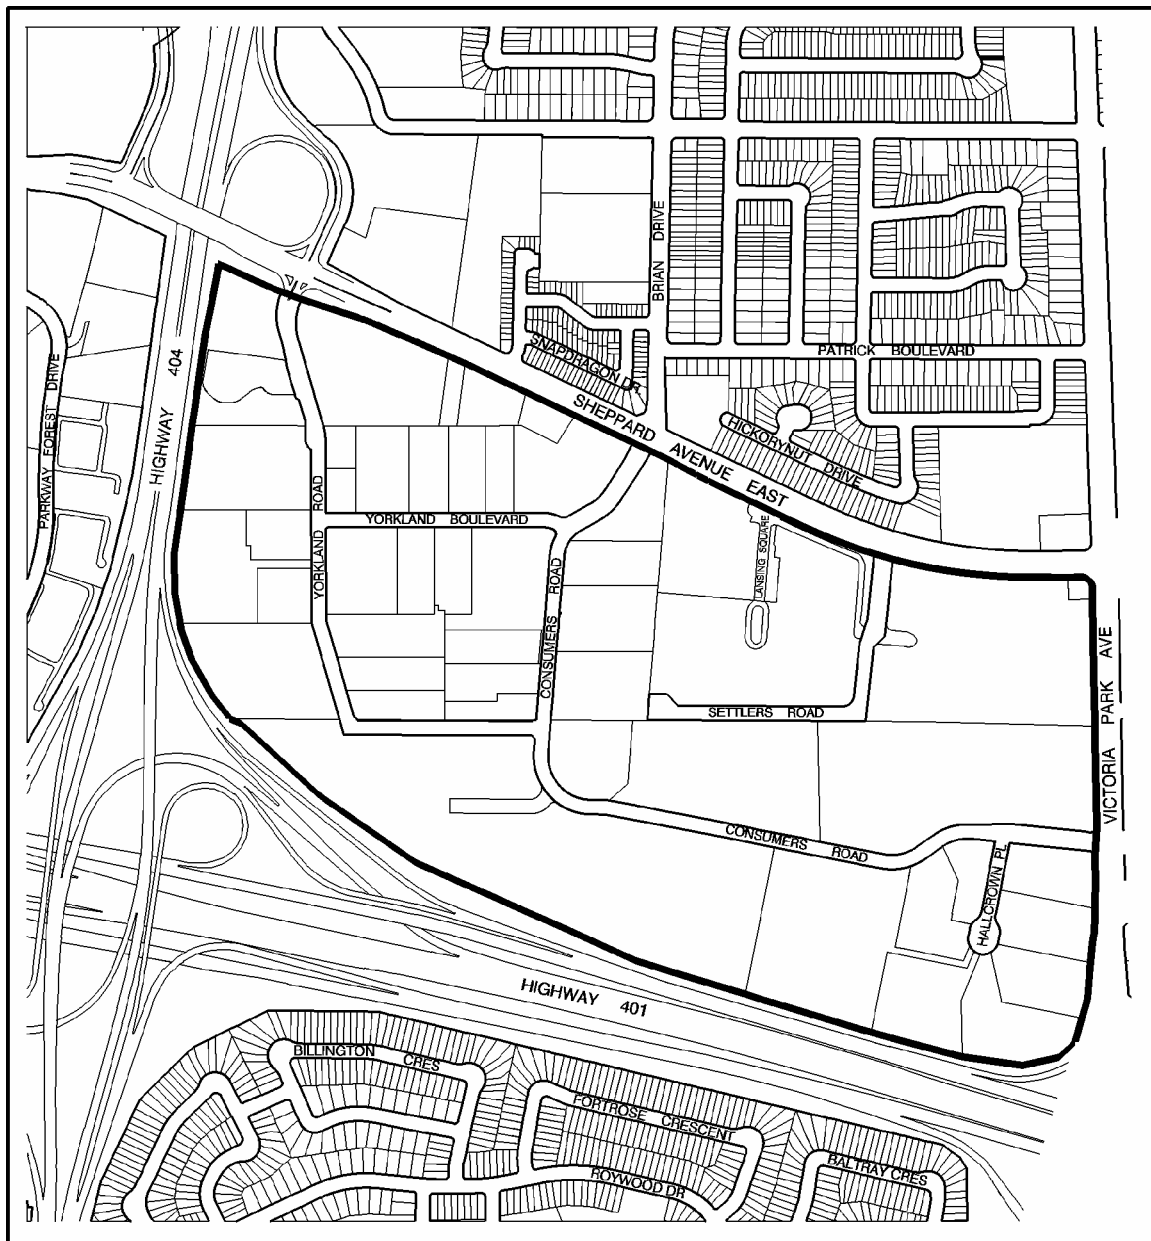 BRIAN DRIVE
PATRICK BOULEVARD
SNAPDRAGON DR.
HIGHWAY 404
PARKWAY FOREST DRIVE
SHEPPARD AVENUE EAST
HICKORYNUT DRIVE
YORKLAND ROAD
YORKLAND BOULEVARD
LANSING SQUARE
CONSUMERS ROAD
SETTLERS ROAD
VICTORIA PARK AVE
CONSUMERS ROAD
HALLCROWN PL
HIGHWAY 401
BILLINGTON CRES
FORTROSE CRESCENT
ROYWOOD DR
BALTRAY CRES